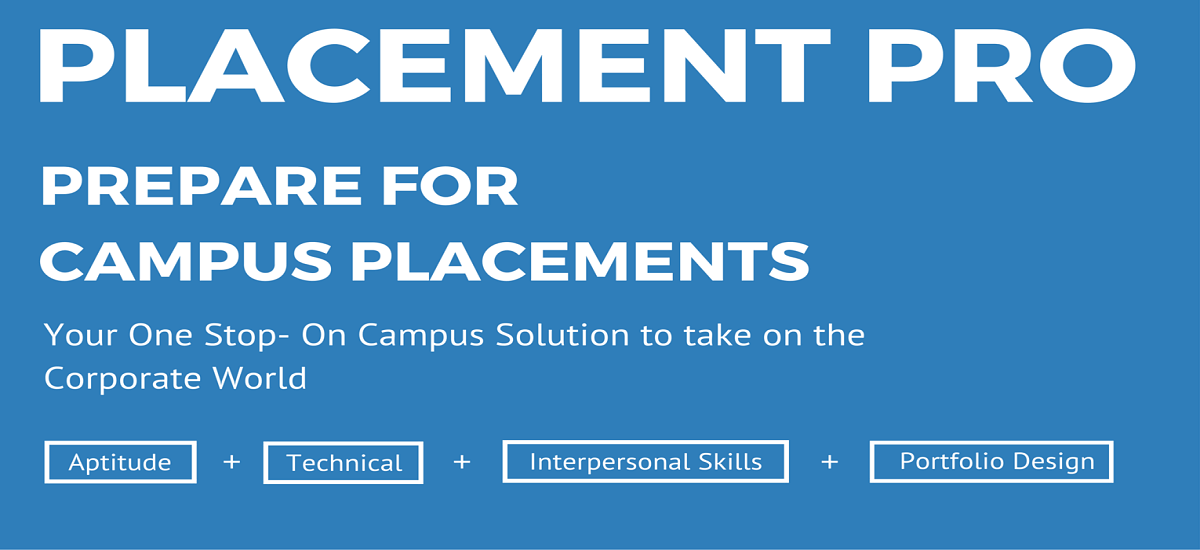 PLACEMENT PRO
PREPARE FOR
CAMPUS PLACEMENTS
Your One Stop- On Campus Solution to take on the
Corporate World
Aptitude + Technical + Interpersonal Skills + Portfolio Design